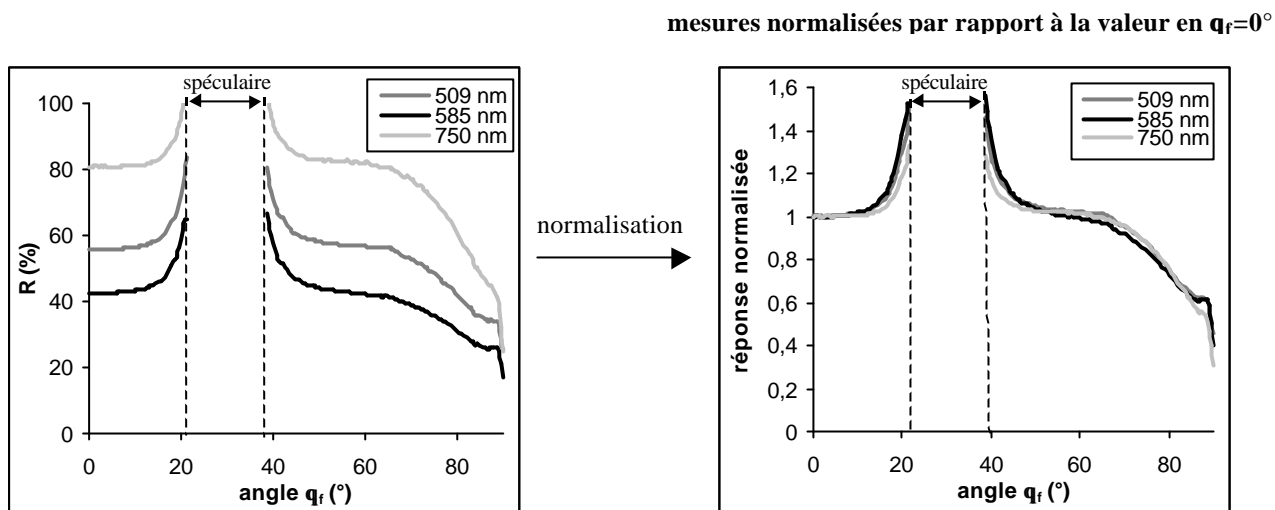 mesures normalisées par rapport à la valeur en qf=0°
spéculaire
509 nm
585 nm
750 nm
100
80
60
40
20
0
R (%)
0 20 40 60 80
angle qf (°)
normalisation
spéculaire
509 nm
585 nm
750 nm
1,6
1,4
1,2
1
0,8
0,6
0,4
0,2
0
réponse normalisée
0 20 40 60 80
angle qf (°)